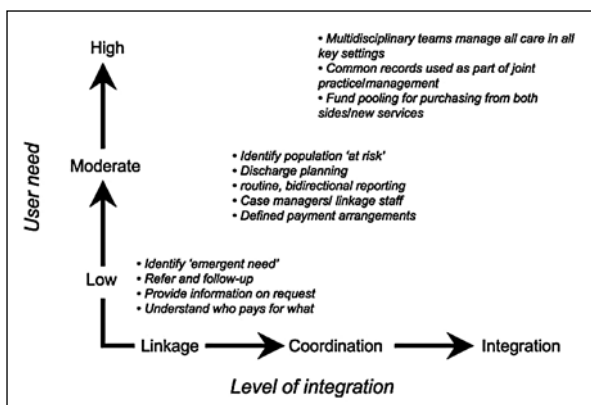 High
• Multidisciplinary teams manage all care in all
key settings
• Common records used as part of joint
practice/management
• Fund pooling for purchasing from both
sides/new services
User need
Moderate
• Identify population 'at risk'
• Discharge planning
• routine, bidirectional reporting
• Case managers/ linkage staff
• Defined payment arrangements
Low
• Identify 'emergent need'
• Refer and follow-up
• Provide information on request
• Understand who pays for what
Linkage
Coordination
Integration
Level of integration